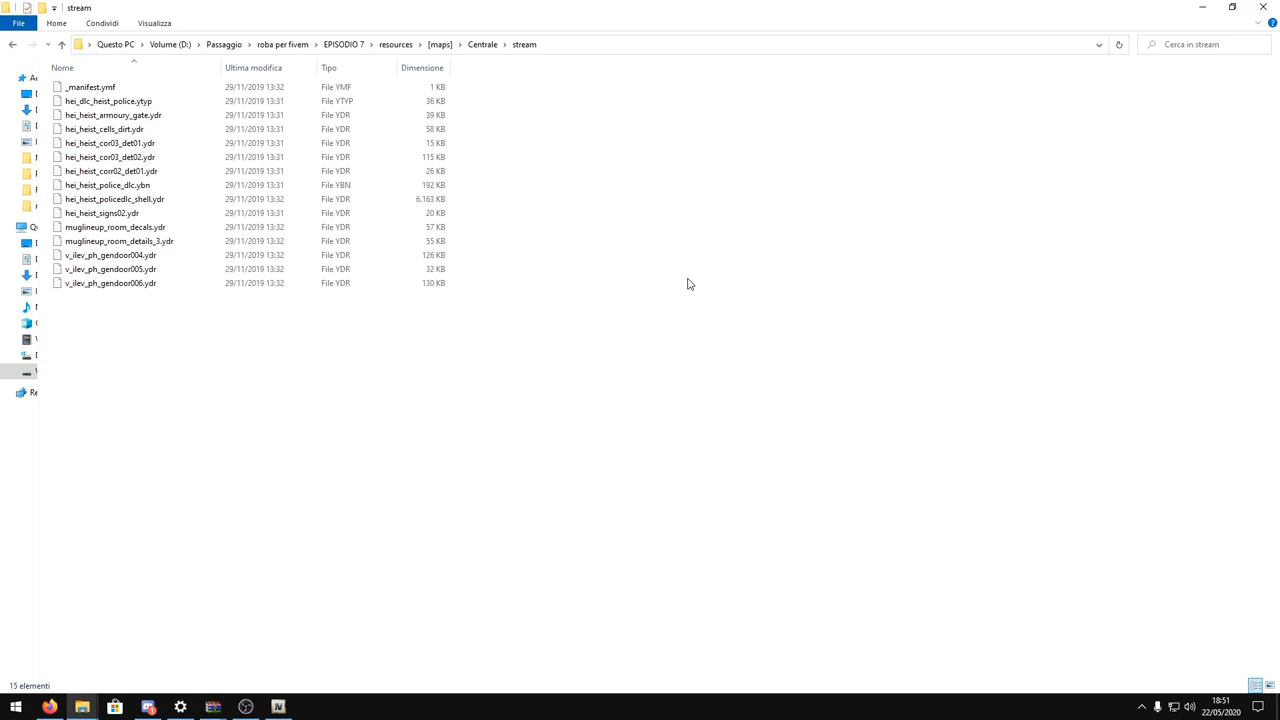 stream
File Home Condividi Visualizza
Questo PC > Volume (D:) > Passaggio > roba per fivem > EPISODIO 7 > resources > [maps] > Centrale > stream
Cerca in stream
Nome Ultima modifica Tipo Dimensione
_manifest.ymf 29/11/2019 13:32 File YMF 1 KB
hei_dlc_heist_police.ytyp 29/11/2019 13:31 File YTYP 36 KB
hei_heist_armoury_gate.ydr 29/11/2019 13:31 File YDR 39 KB
hei_heist_cells_dirt.ydr 29/11/2019 13:31 File YDR 58 KB
hei_heist_cor03_det01.ydr 29/11/2019 13:31 File YDR 15 KB
hei_heist_cor03_det02.ydr 29/11/2019 13:31 File YDR 115 KB
hei_heist_corr02_det01.ydr 29/11/2019 13:31 File YDR 26 KB
hei_heist_police_dlc.ybn 29/11/2019 13:31 File YBN 192 KB
hei_heist_policedlc_shell.ydr 29/11/2019 13:32 File YDR 6.163 KB
hei_heist_signs02.ydr 29/11/2019 13:31 File YDR 20 KB
muglineup_room_decals.ydr 29/11/2019 13:32 File YDR 57 KB
muglineup_room_details_3.ydr 29/11/2019 13:32 File YDR 55 KB
v_ilev_ph_gendoor004.ydr 29/11/2019 13:32 File YDR 126 KB
v_ilev_ph_gendoor005.ydr 29/11/2019 13:32 File YDR 32 KB
v_ilev_ph_gendoor006.ydr 29/11/2019 13:32 File YDR 130 KB
15 elementi
18:51
22/05/2020